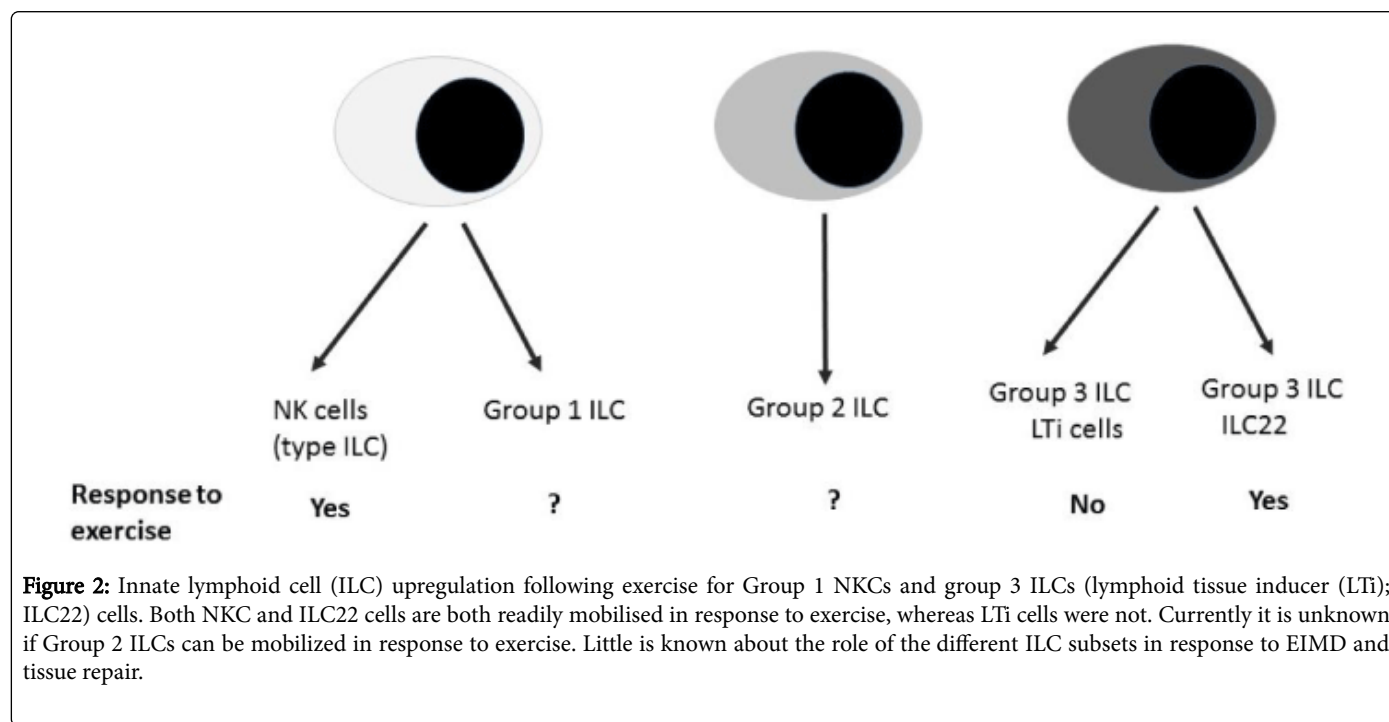 NK cells
(type ILC)
Group 1 ILC
Group 2 ILC
Group 3 ILC
LTi cells
Group 3 ILC
ILC22
Response to
exercise
Yes
?
?
No
Yes
Figure 2: Innate lymphoid cell (ILC) upregulation following exercise for Group 1 NKCs and group 3 ILCs (lymphoid tissue inducer (LTi);
ILC22) cells. Both NKC and ILC22 cells are both readily mobilised in response to exercise, whereas LTi cells were not. Currently it is unknown
if Group 2 ILCs can be mobilized in response to exercise. Little is known about the role of the different ILC subsets in response to EIMD and
tissue repair.